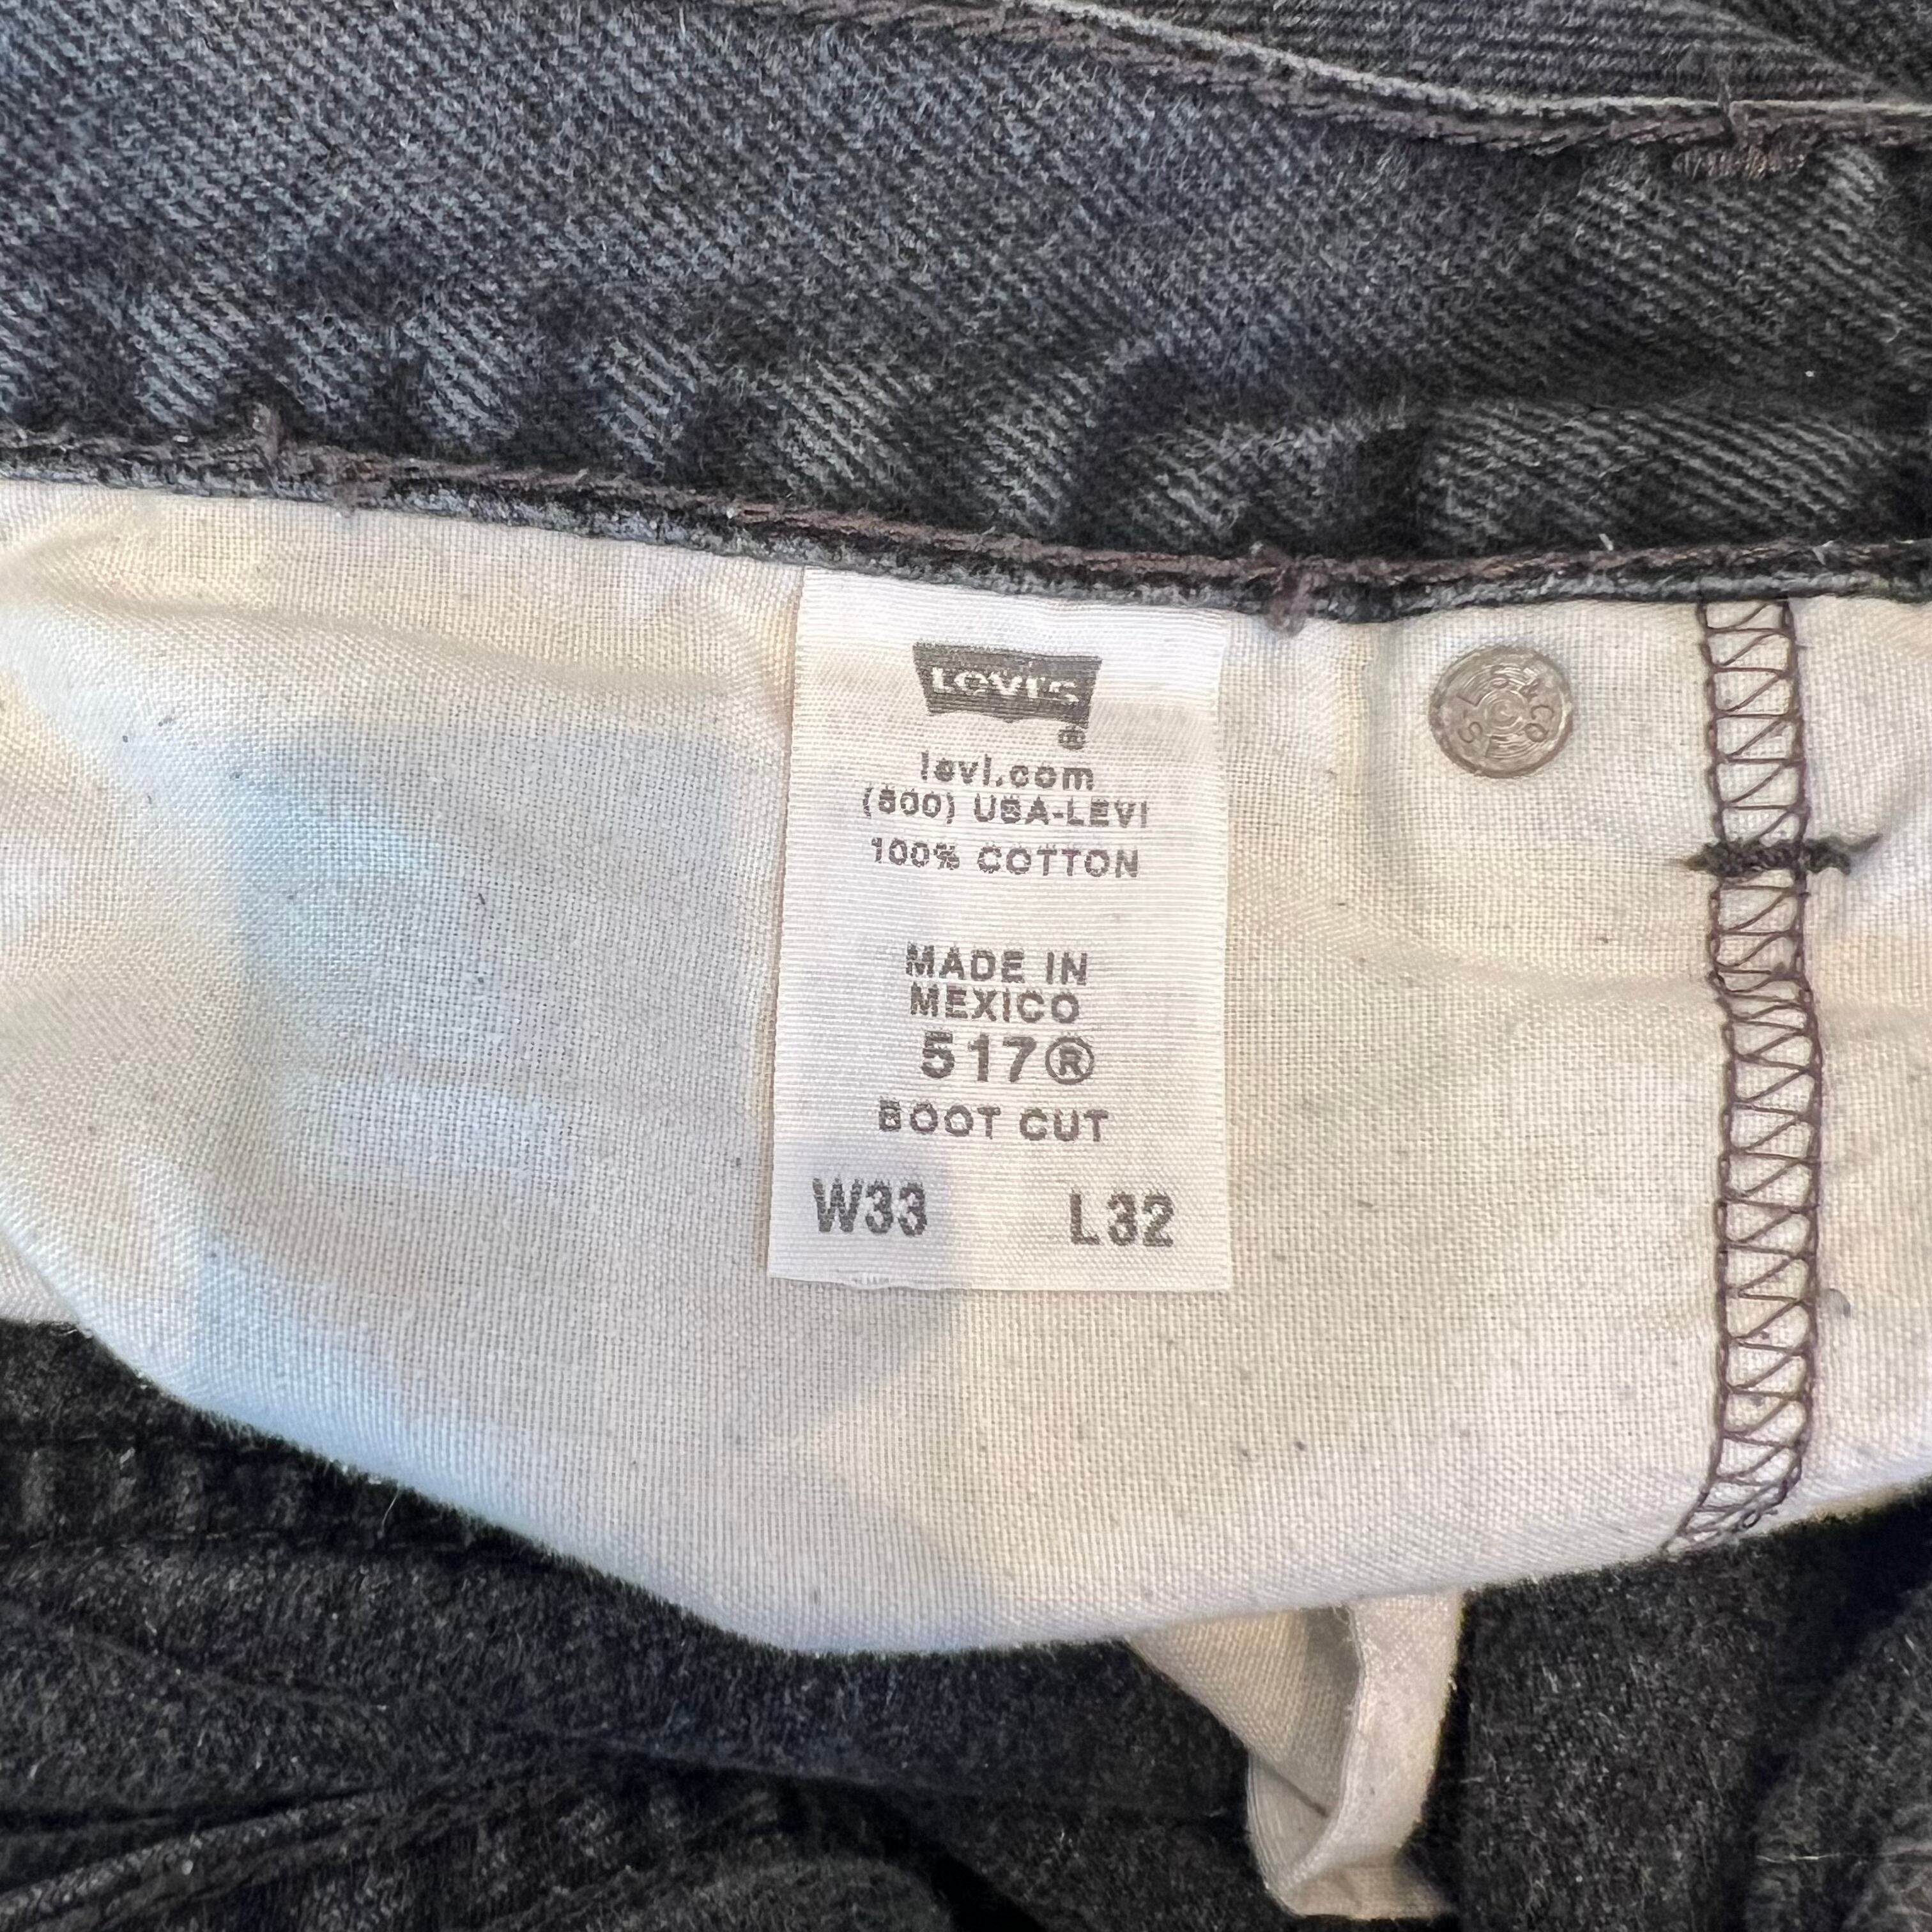 LEVI'S
®
levi.com
(800) USA-LEVI
100% COTTON
MADE IN
MEXICO
517®
BOOT CUT
W33 L32